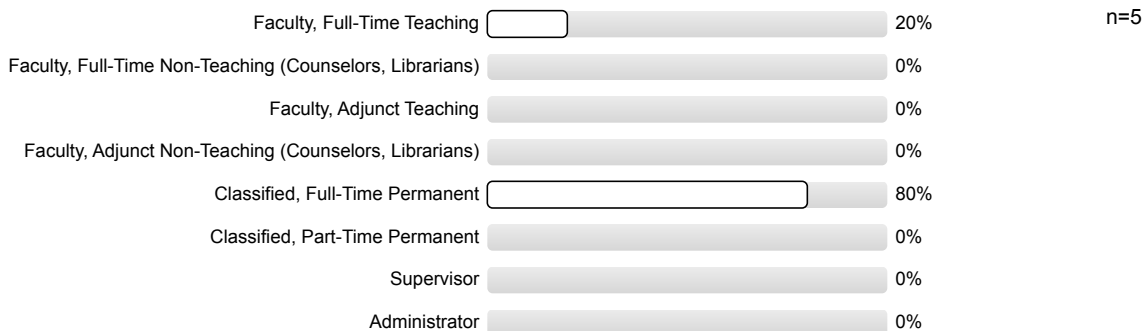 Faculty, Full-Time Teaching 20% n=5
Faculty, Full-Time Non-Teaching (Counselors, Librarians) 0%
Faculty, Adjunct Teaching 0%
Faculty, Adjunct Non-Teaching (Counselors, Librarians) 0%
Classified, Full-Time Permanent 80%
Classified, Part-Time Permanent 0%
Supervisor 0%
Administrator 0%